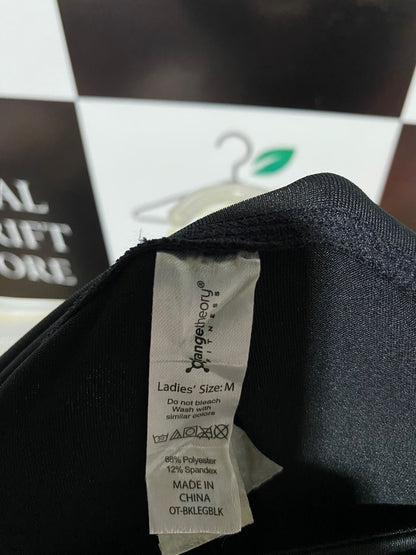 RIFT
ORE
orangetheory®
FITNESS
Ladies' Size: M
Do not bleach
Wash with
similar colors
88% Polyester
12% Spandex
MADE IN
CHINA
OT-BKLEGBLK